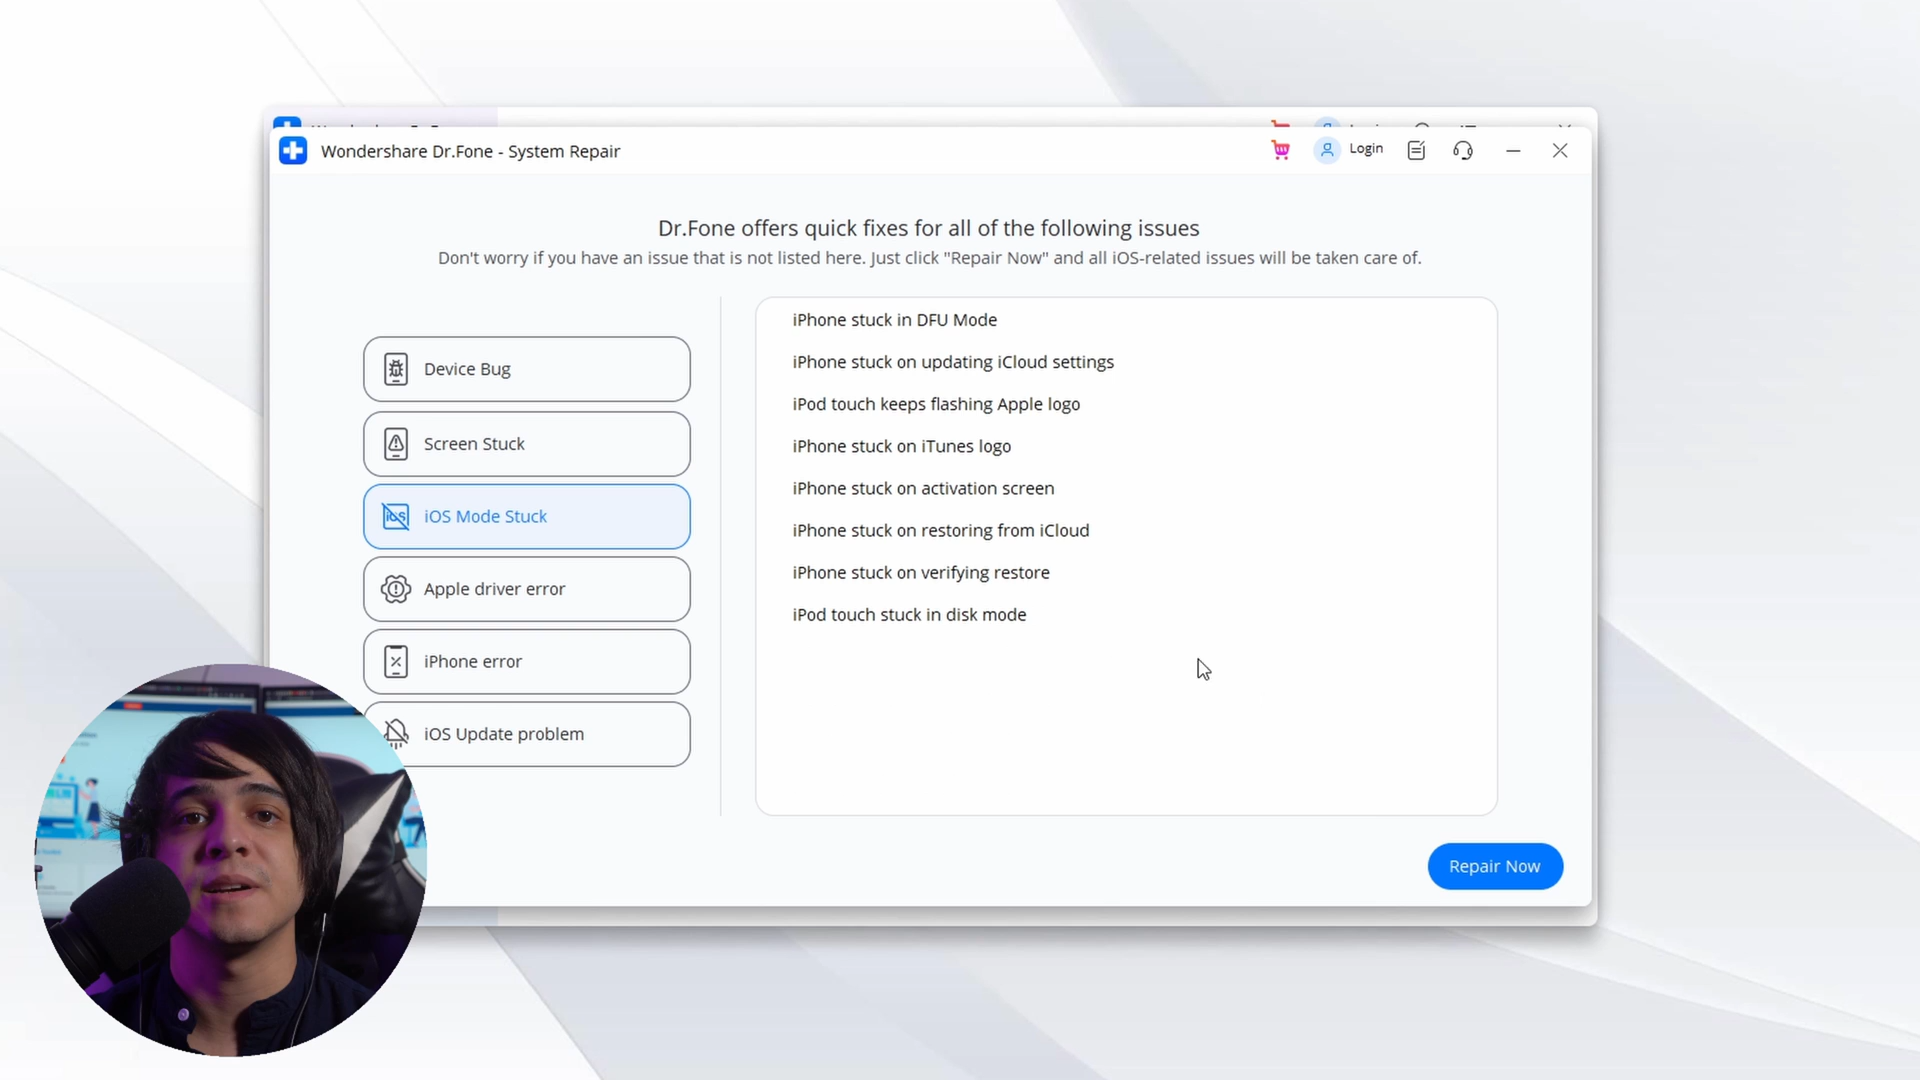 Wondershare Dr.Fone - System Repair
Login
Dr.Fone offers quick fixes for all of the following issues
Don't worry if you have an issue that is not listed here. Just click "Repair Now" and all iOS-related issues will be taken care of.
Device Bug
Screen Stuck
iOS
iOS Mode Stuck
Apple driver error
iPhone error
iOS Update problem
iPhone stuck in DFU Mode
iPhone stuck on updating iCloud settings
iPod touch keeps flashing Apple logo
iPhone stuck on iTunes logo
iPhone stuck on activation screen
iPhone stuck on restoring from iCloud
iPhone stuck on verifying restore
iPod touch stuck in disk mode
Repair Now